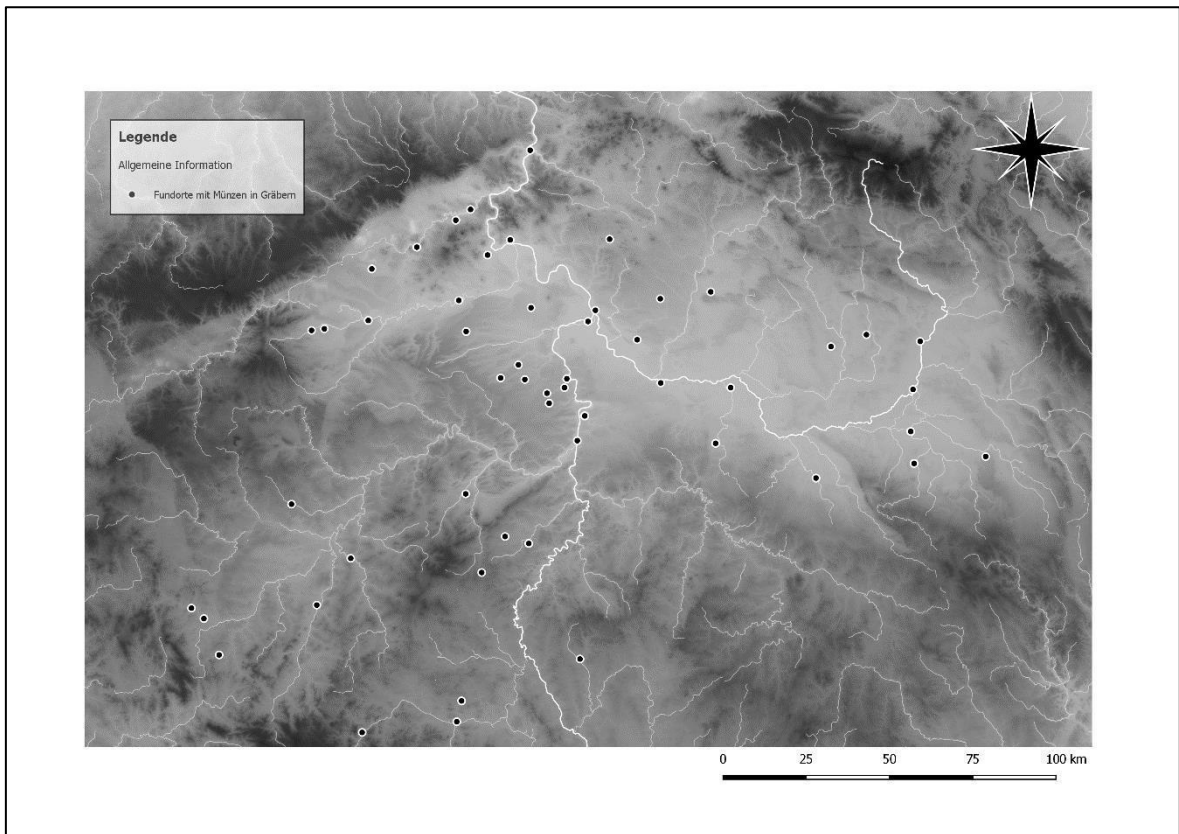 Legende
Allgemeine Information
Fundorte mit Münzen in Gräbern
0 25 50 75 100 km